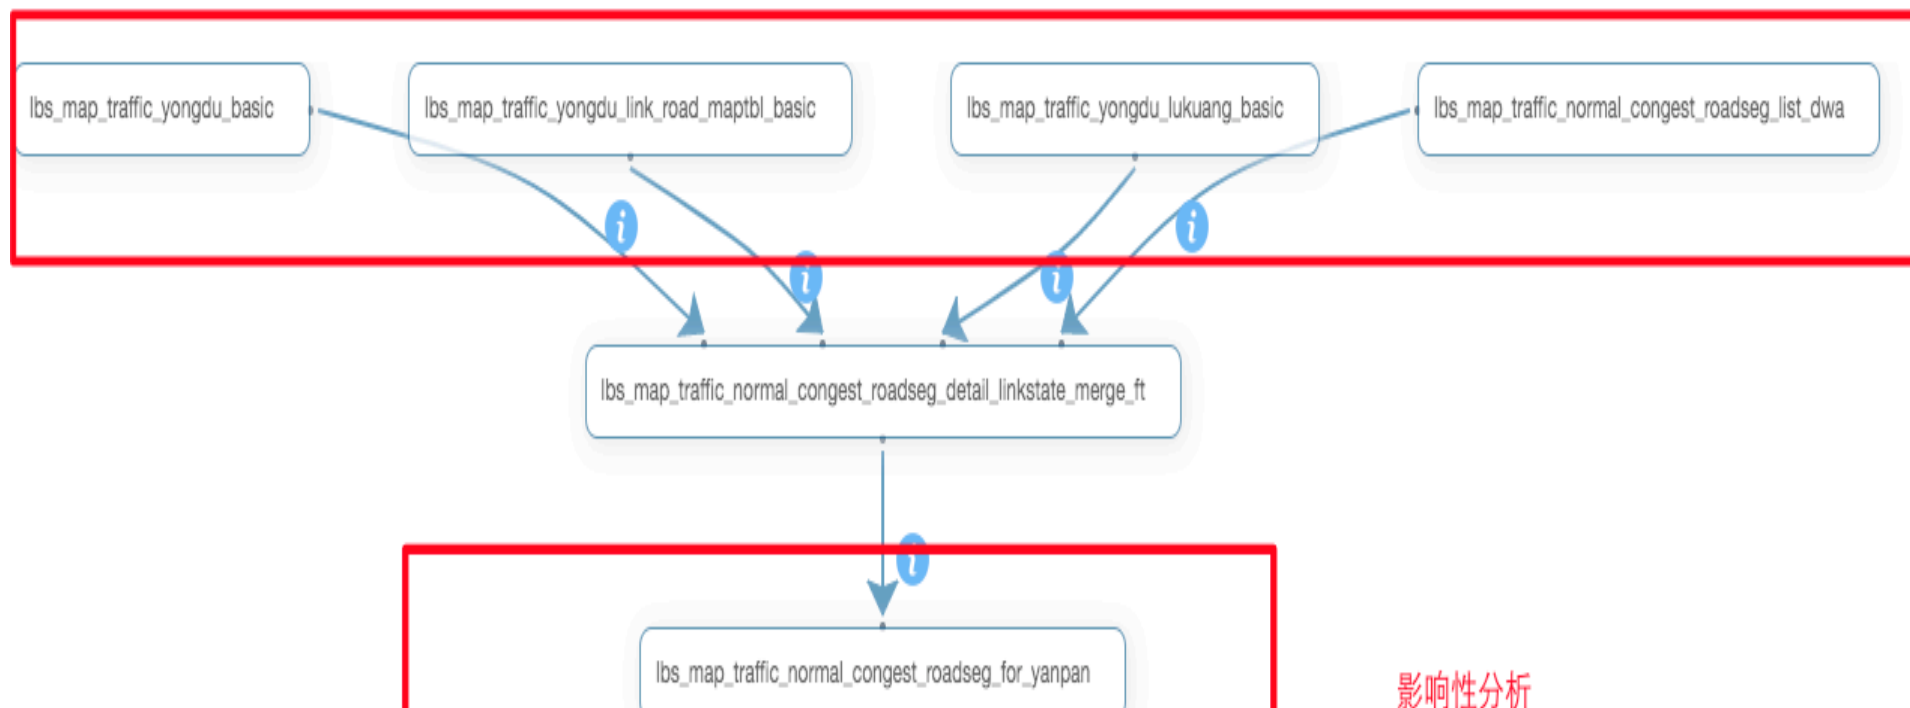 lbs_map_traffic_yongdu_basic
lbs_map_traffic_yongdu_link_road_maptbl_basic
lbs_map_traffic_yongdu_lukuang_basic
lbs_map_traffic_normal_congest_roadseg_list_dwa
i
i
i
i
lbs_map_traffic_normal_congest_roadseg_detail_linkstate_merge_ft
i
lbs_map_traffic_normal_congest_roadseg_for_yanpan
影响性分析